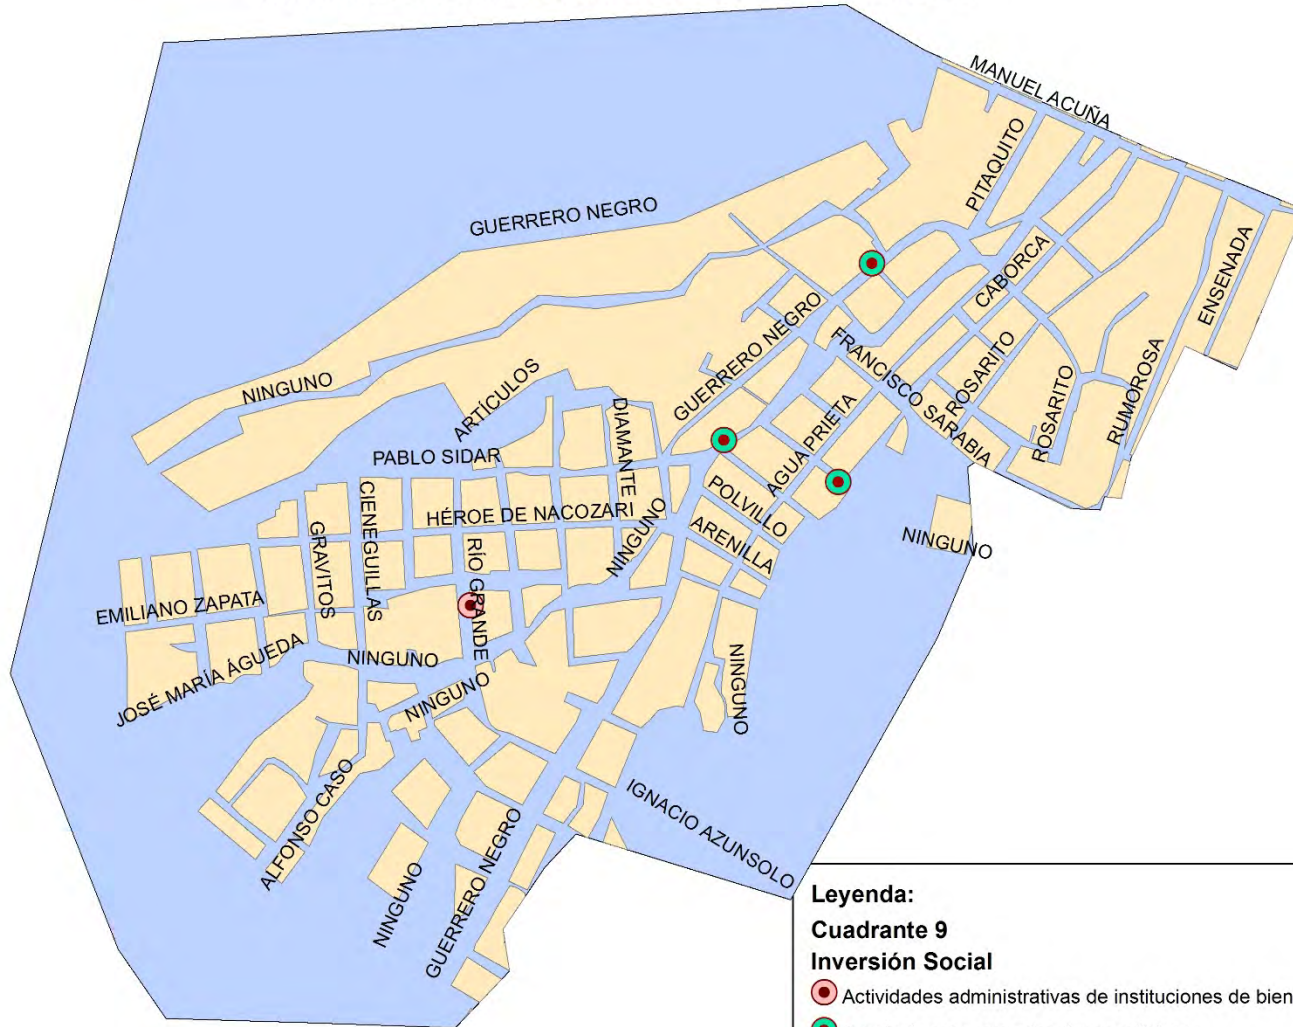 MANUEL ACUÑA
PITAQUITO
GUERRERO NEGRO
ENSENADA
CABORCA
GUERRERO NEGRO
FRANCISCO SARABIA
ROSARITO
RUMOROSA
ROSARITO
NINGUNO
ARTÍCULOS
DIAMANTE
AGUA PRIETA
PABLO SIDAR
POLVILLO
CIENEGUILLAS
HÉROE DE NACOZARI
NINGUNO
ARENILLA
NINGUNO
GRAVITOS
RÍO GRANDE
EMILIANO ZAPATA
JOSÉ MARÍA ÁGUEDA
NINGUNO
NINGUNO
NINGUNO
ALFONSO CASO
IGNACIO AZUNSOLO
NINGUNO
GUERRERO NEGRO
Leyenda:
Cuadrante 9
Inversión Social
Actividades administrativas de instituciones de bien